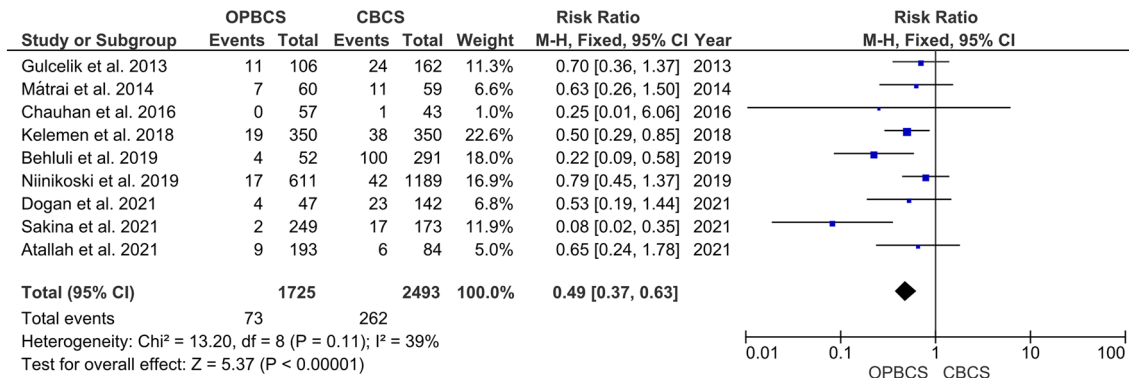 OPBCS CBCS Risk Ratio Risk Ratio
Study or Subgroup Events Total Events Total Weight M-H, Fixed, 95% CI Year M-H, Fixed, 95% CI
Gulcelik et al. 2013 11 106 24 162 11.3% 0.70 [0.36, 1.37] 2013
Mátrai et al. 2014 7 60 11 59 6.6% 0.63 [0.26, 1.50] 2014
Chauhan et al. 2016 0 57 1 43 1.0% 0.25 [0.01, 6.06] 2016
Kelemen et al. 2018 19 350 38 350 22.6% 0.50 [0.29, 0.85] 2018
Behluli et al. 2019 4 52 100 291 18.0% 0.22 [0.09, 0.58] 2019
Niinikoski et al. 2019 17 611 42 1189 16.9% 0.79 [0.45, 1.37] 2019
Dogan et al. 2021 4 47 23 142 6.8% 0.53 [0.19, 1.44] 2021
Sakina et al. 2021 2 249 17 173 11.9% 0.08 [0.02, 0.35] 2021
Atallah et al. 2021 9 193 6 84 5.0% 0.65 [0.24, 1.78] 2021
Total (95% CI) 1725 2493 100.0% 0.49 [0.37, 0.63]
Total events 73 262
Heterogeneity: Chi² = 13.20, df = 8 (P = 0.11); I² = 39%
Test for overall effect: Z = 5.37 (P < 0.00001)
0.01 0.1 1 10 100
OPBCS CBCS